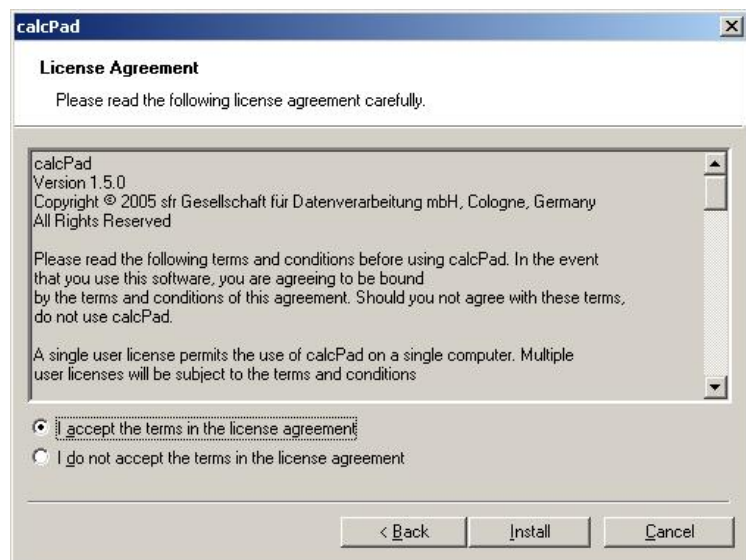 calcPad
License Agreement
Please read the following license agreement carefully.
calcPad
Version 1.5.0
Copyright © 2005 sfr Gesellschaft für Datenverarbeitung mbH, Cologne, Germany
All Rights Reserved
Please read the following terms and conditions before using calcPad. In the event
that you use this software, you are agreeing to be bound
by the terms and conditions of this agreement. Should you not agree with these terms,
do not use calcPad.
A single user license permits the use of calcPad on a single computer. Multiple
user licenses will be subject to the terms and conditions
I accept the terms in the license agreement
I do not accept the terms in the license agreement
< Back Install Cancel